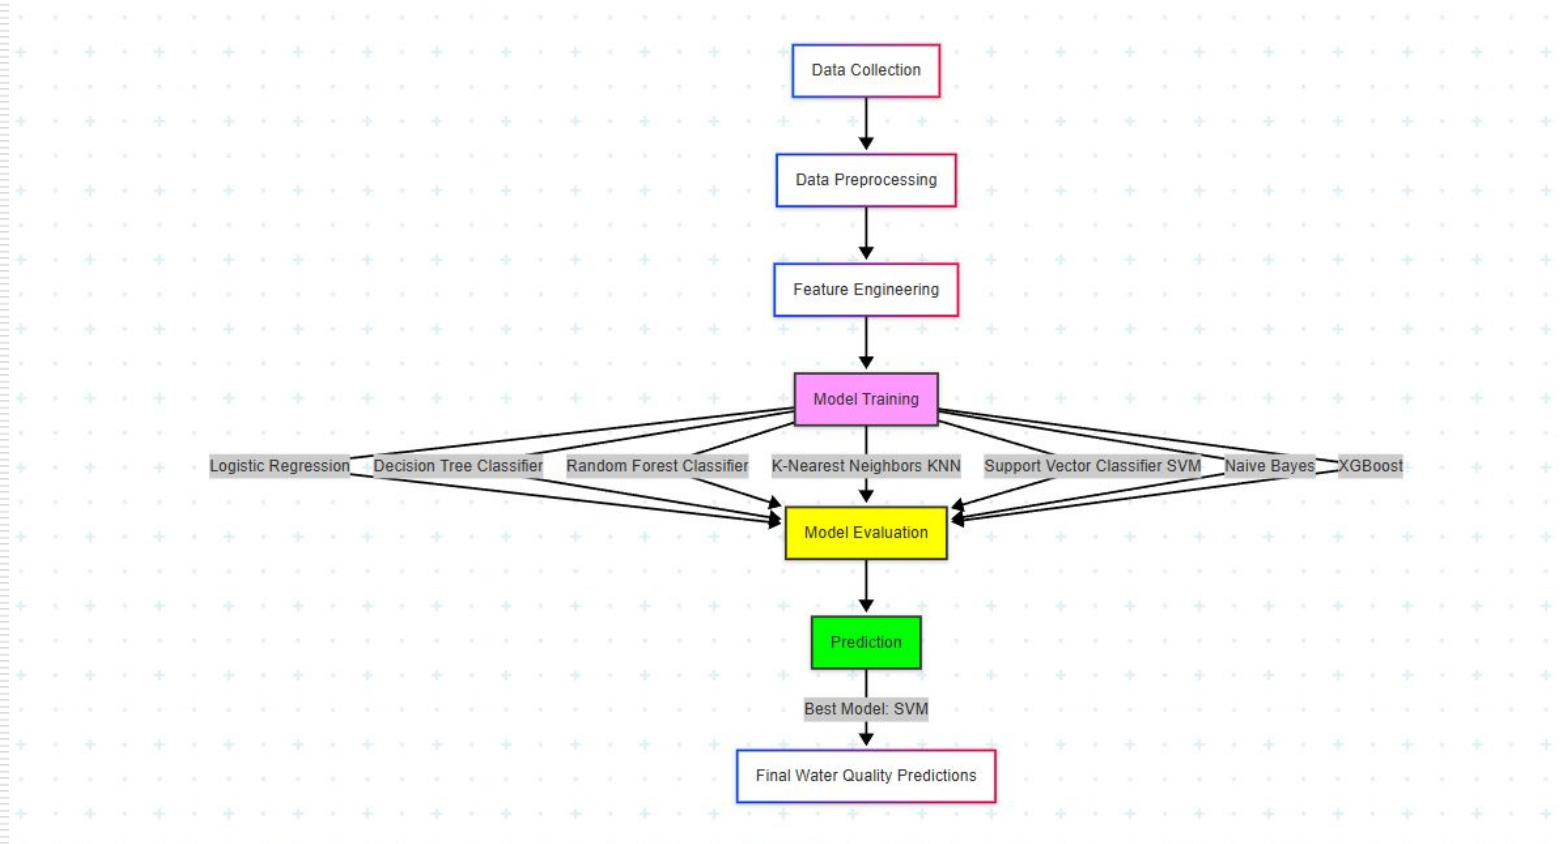 Data Collection
Data Preprocessing
Feature Engineering
Model Training
Logistic Regression
Decision Tree Classifier
Random Forest Classifier
K-Nearest Neighbors KNN
Support Vector Classifier SVM
Naive Bayes
XGBoost
Model Evaluation
Prediction
Best Model: SVM
Final Water Quality Predictions